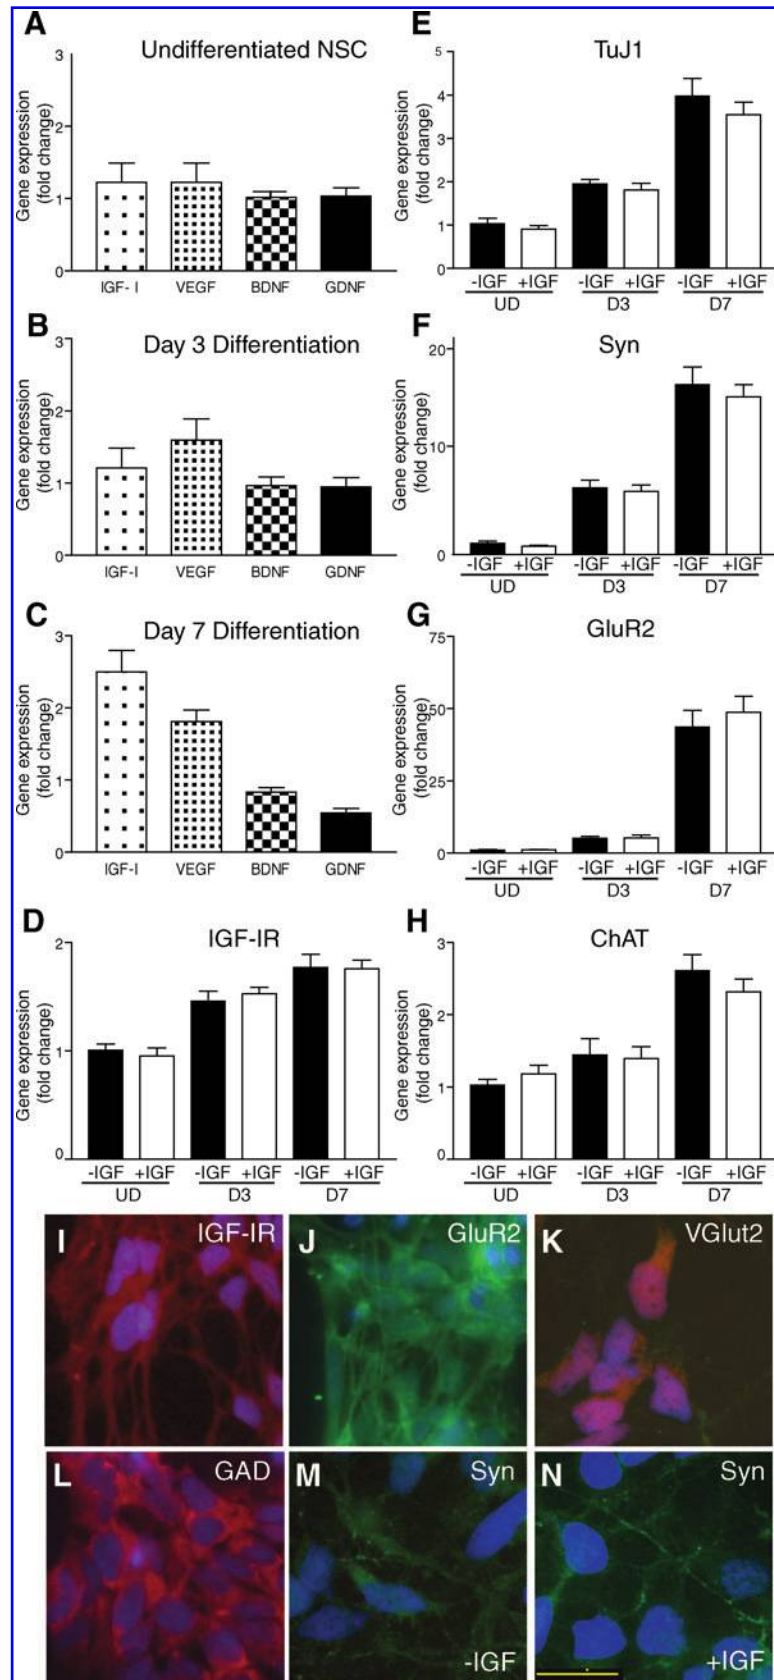 A
Undifferentiated NSC
Gene expression
(fold change)
3
2
1
0
IGF- I VEGF BDNF GDNF
B
Day 3 Differentiation
Gene expression
(fold change)
3
2
1
0
IGF-I VEGF BDNF GDNF
C
Day 7 Differentiation
Gene expression
(fold change)
3
2
1
0
IGF-I VEGF BDNF GDNF
D
IGF-IR
Gene expression
(fold change)
2
1
0
-IGF +IGF -IGF +IGF -IGF +IGF
UD D3 D7
E
TuJ1
Gene expression
(fold change)
5
4
2
1
0
-IGF +IGF -IGF +IGF -IGF +IGF
UD D3 D7
F
Syn
Gene expression
(fold change)
20
10
0
-IGF +IGF -IGF +IGF -IGF +IGF
UD D3 D7
G
GluR2
Gene expression
(fold change)
75
50
25
0
-IGF +IGF -IGF +IGF -IGF +IGF
UD D3 D7
H
ChAT
Gene expression
(fold change)
3
2
1
0
-IGF +IGF -IGF +IGF -IGF +IGF
UD D3 D7
I IGF-IR
J GluR2
K VGlut2
L GAD
M Syn
-IGF
N Syn
+IGF